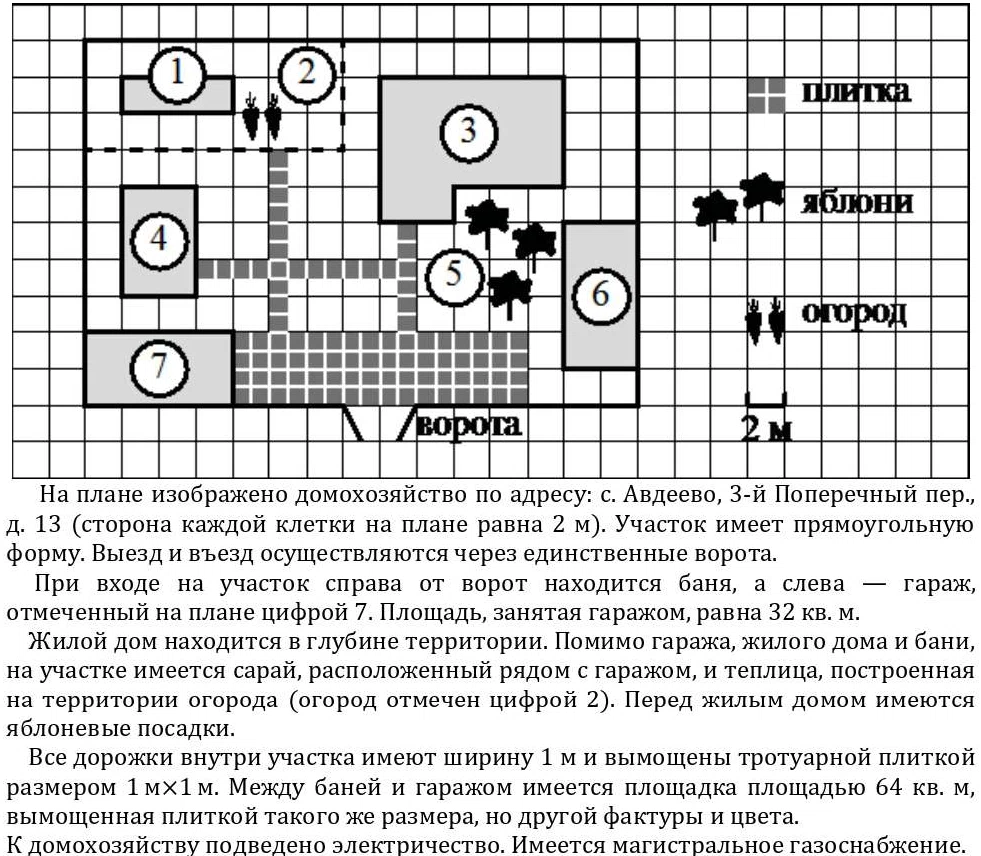 1
2
3
плитка
4
5
яблони
6
огород
7
ворота
2 м
На плане изображено домохозяйство по адресу: с. Авдеево, 3-й Поперечный пер.,
д. 13 (сторона каждой клетки на плане равна 2 м). Участок имеет прямоугольную
форму. Выезд и въезд осуществляются через единственные ворота.
При входе на участок справа от ворот находится баня, а слева — гараж,
отмеченный на плане цифрой 7. Площадь, занятая гаражом, равна 32 кв. м.
Жилой дом находится в глубине территории. Помимо гаража, жилого дома и бани,
на участке имеется сарай, расположенный рядом с гаражом, и теплица, построенная
на территории огорода (огород отмечен цифрой 2). Перед жилым домом имеются
яблоневые посадки.
Все дорожки внутри участка имеют ширину 1 м и вымощены тротуарной плиткой
размером 1 м×1 м. Между баней и гаражом имеется площадка площадью 64 кв. м,
вымощенная плиткой такого же размера, но другой фактуры и цвета.
К домохозяйству подведено электричество. Имеется магистральное газоснабжение.